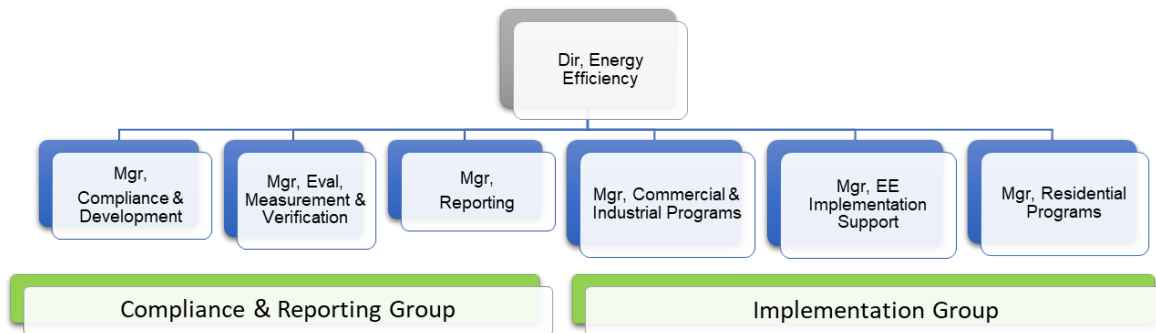 Dir, Energy
Efficiency
Mgr,
Compliance &
Development
Mgr, Eval,
Measurement &
Verification
Mgr,
Reporting
Mgr, Commercial &
Industrial Programs
Mgr, EE
Implementation
Support
Mgr, Residential
Programs
Compliance & Reporting Group
Implementation Group